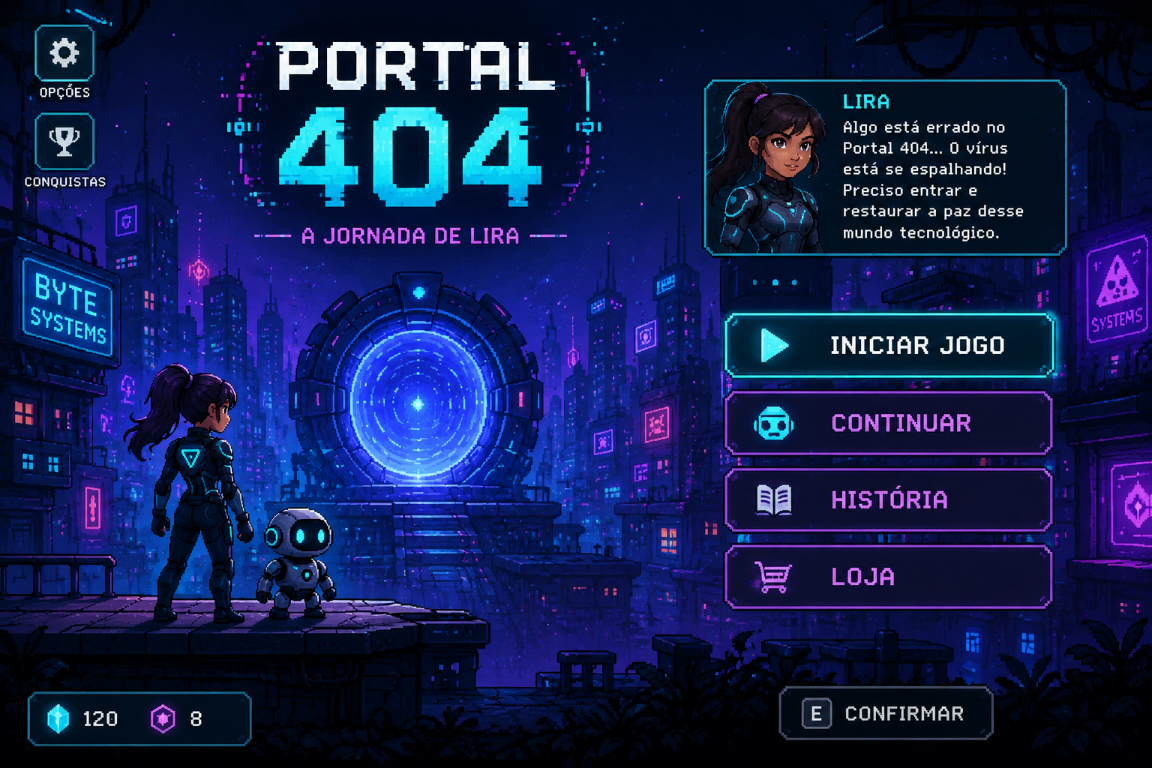 OPÇÕES
CONQUISTAS
PORTAL
404
A JORNADA DE LIRA
BYTE
SYSTEMS
LIRA
Algo está errado no
Portal 404... O vírus
está se espalhando!
Preciso entrar e
restaurar a paz desse
mundo tecnológico.
SYSTEMS
INICIAR JOGO
CONTINUAR
HISTÓRIA
LOJA
120
8
E CONFIRMAR